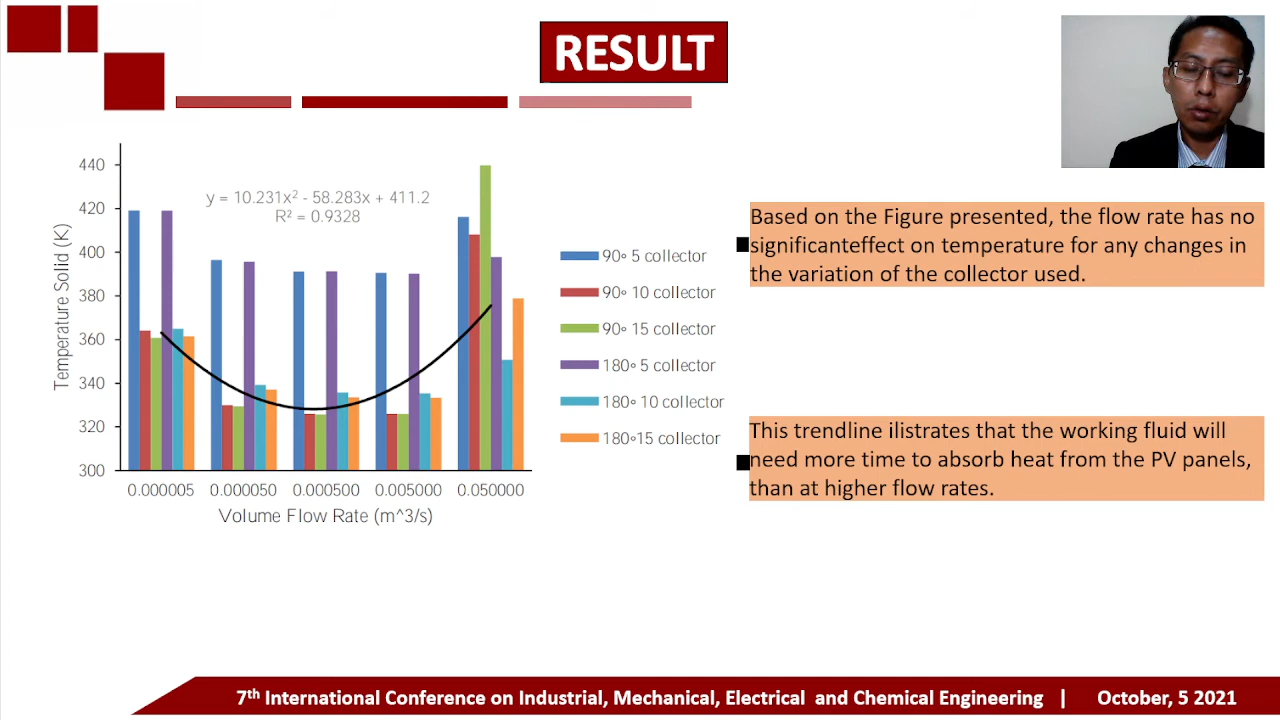 RESULT
440
420
400
380
360
340
320
300
Temperature Solid (K)
y = 10.231x² - 58.283x + 411.2
R² = 0.9328
0.000005 0.000050 0.000500 0.005000 0.050000
Volume Flow Rate (m^3/s)
90∘ 5 collector
90∘ 10 collector
90∘ 15 collector
180∘ 5 collector
180∘ 10 collector
180∘15 collector
Based on the Figure presented, the flow rate has no
significanteffect on temperature for any changes in
the variation of the collector used.
This trendline ilistrates that the working fluid will
need more time to absorb heat from the PV panels,
than at higher flow rates.
7th International Conference on Industrial, Mechanical, Electrical and Chemical Engineering | October, 5 2021